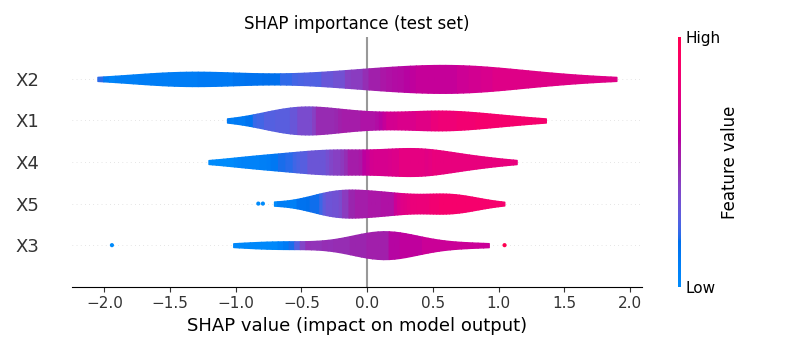 SHAP importance (test set)
High
X2
X1
X4
Feature value
X5
X3
Low
−2.0 −1.5 −1.0 −0.5 0.0 0.5 1.0 1.5 2.0
SHAP value (impact on model output)